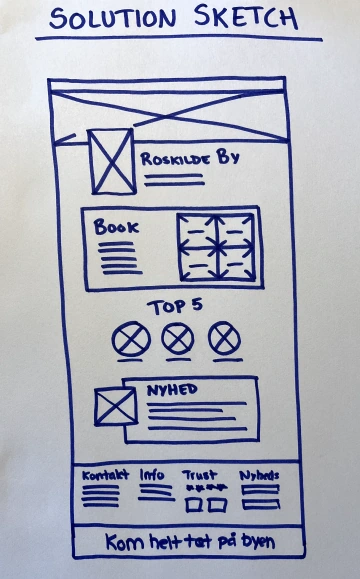 SOLUTION SKETCH
ROSKILDE BY
BOOK
TOP 5
NYHED
Kontakt Info Trust Nyheds
Kom helt tæt på byen